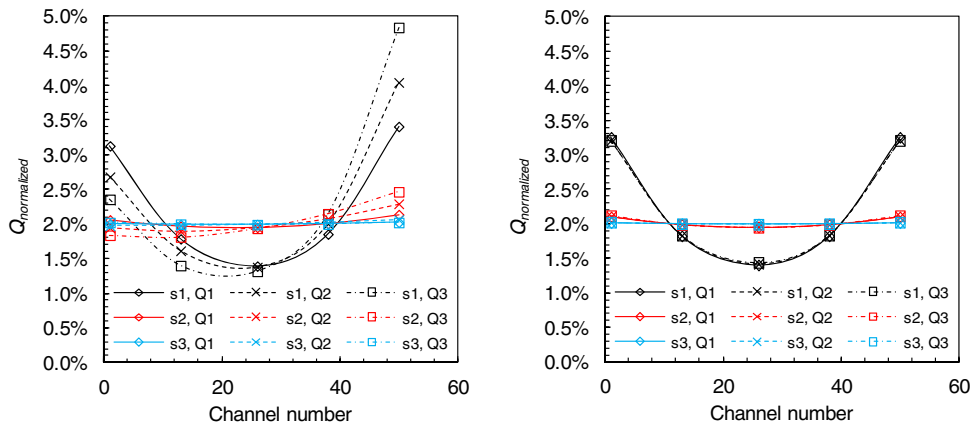 5.0%
4.5%
4.0%
3.5%
3.0%
2.5%
2.0%
1.5%
1.0%
0.5%
0.0%
Qnormalized
s1, Q1 s1, Q2 s1, Q3
s2, Q1 s2, Q2 s2, Q3
s3, Q1 s3, Q2 s3, Q3
0 20 40 60
Channel number
5.0%
4.5%
4.0%
3.5%
3.0%
2.5%
2.0%
1.5%
1.0%
0.5%
0.0%
Qnormalized
s1, Q1 s1, Q2 s1, Q3
s2, Q1 s2, Q2 s2, Q3
s3, Q1 s3, Q2 s3, Q3
0 20 40 60
Channel number